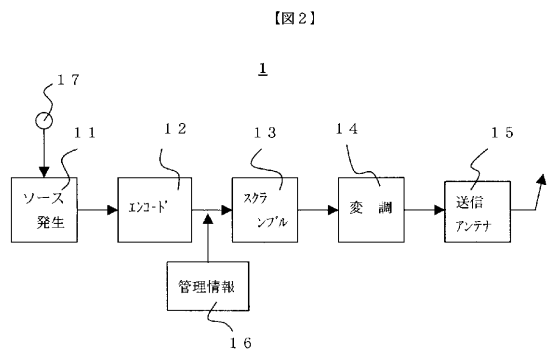 【図2】
1
17
11
12
13
14
15
ソース
発生
ｴﾝｺｰﾄﾞ
ｽｸﾗ
ﾝﾌﾞﾙ
変 調
送信
アンテナ
管理情報
16